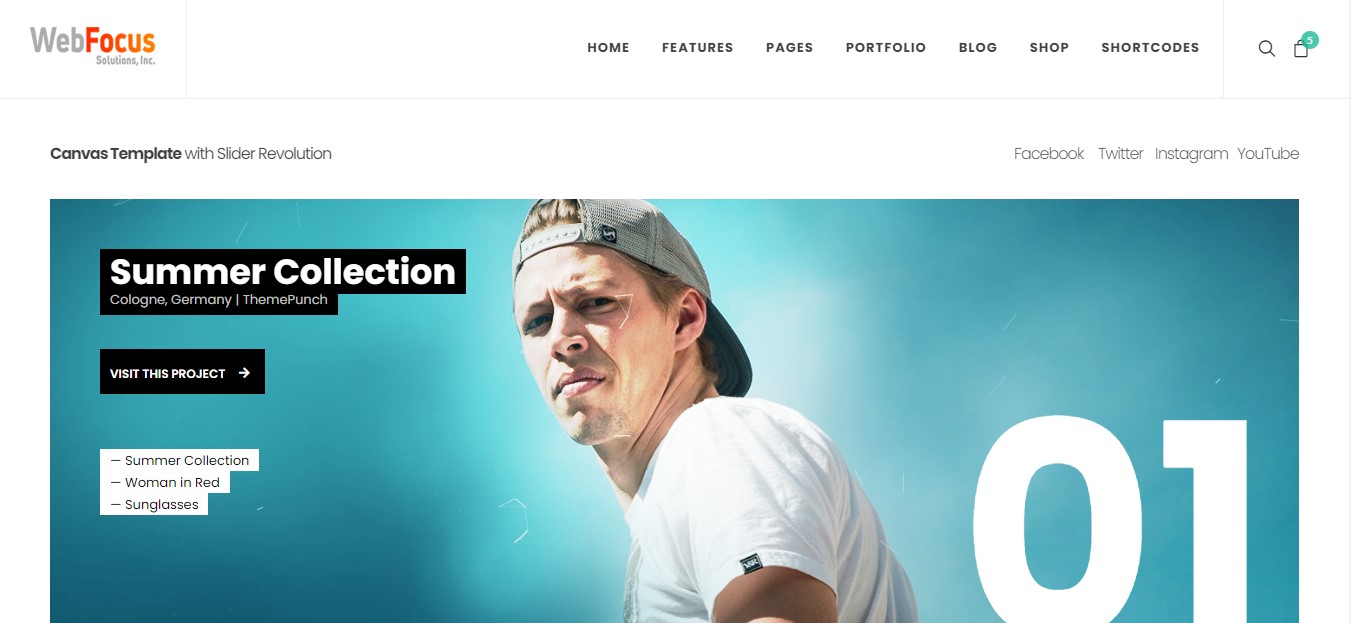 WebFocus
Solutions, Inc.
HOME FEATURES PAGES PORTFOLIO BLOG SHOP SHORTCODES
5
Canvas Template with Slider Revolution
Facebook Twitter Instagram YouTube
Summer Collection
Cologne, Germany | ThemePunch
VISIT THIS PROJECT →
— Summer Collection
— Woman in Red
— Sunglasses
01